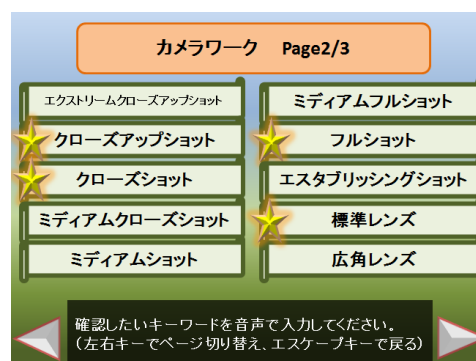 カメラワーク Page2/3
エクストリームクローズアップショット
クローズアップショット
クローズショット
ミディアムクローズショット
ミディアムショット
ミディアムフルショット
フルショット
エスタブリッシングショット
標準レンズ
広角レンズ
確認したいキーワードを音声で入力してください。
(左右キーでページ切り替え、エスケープキーで戻る)